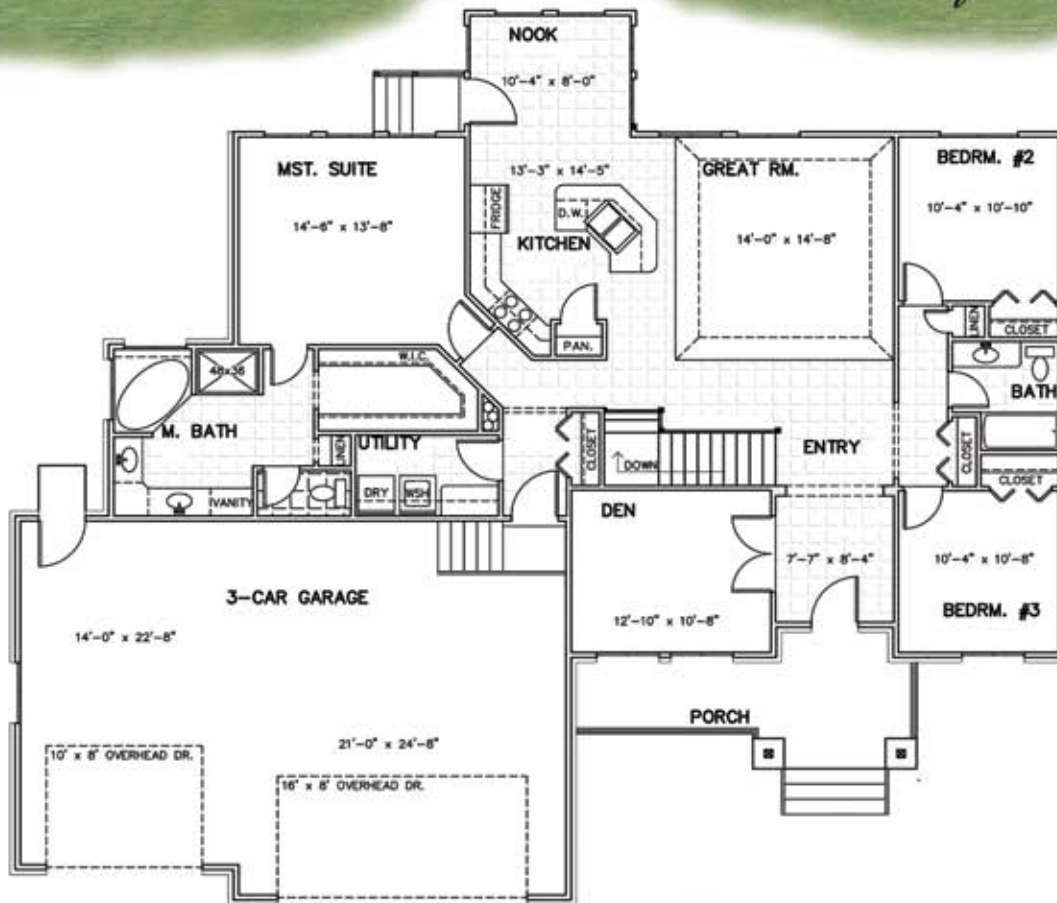 NOOK
10'-4" x 8'-0"
MST. SUITE
14'-6" x 13'-8"
13'-3" x 14'-5"
GREAT RM.
14'-0" x 14'-8"
BEDRM. #2
10'-4" x 10'-10"
FRIDGE
D.W.
KITCHEN
PAN.
LINEN
CLOSET
BATH
48x36
W.I.C.
M. BATH
LINEN
UTILITY
DRY
WSH
VANITY
CLOSET
DOWN
ENTRY
CLOSET
CLOSET
DEN
12'-10" x 10'-8"
7'-7" x 8'-4"
10'-4" x 10'-8"
BEDRM. #3
3-CAR GARAGE
14'-0" x 22'-8"
21'-0" x 24'-8"
10' x 8' OVERHEAD DR.
16' x 8' OVERHEAD DR.
PORCH